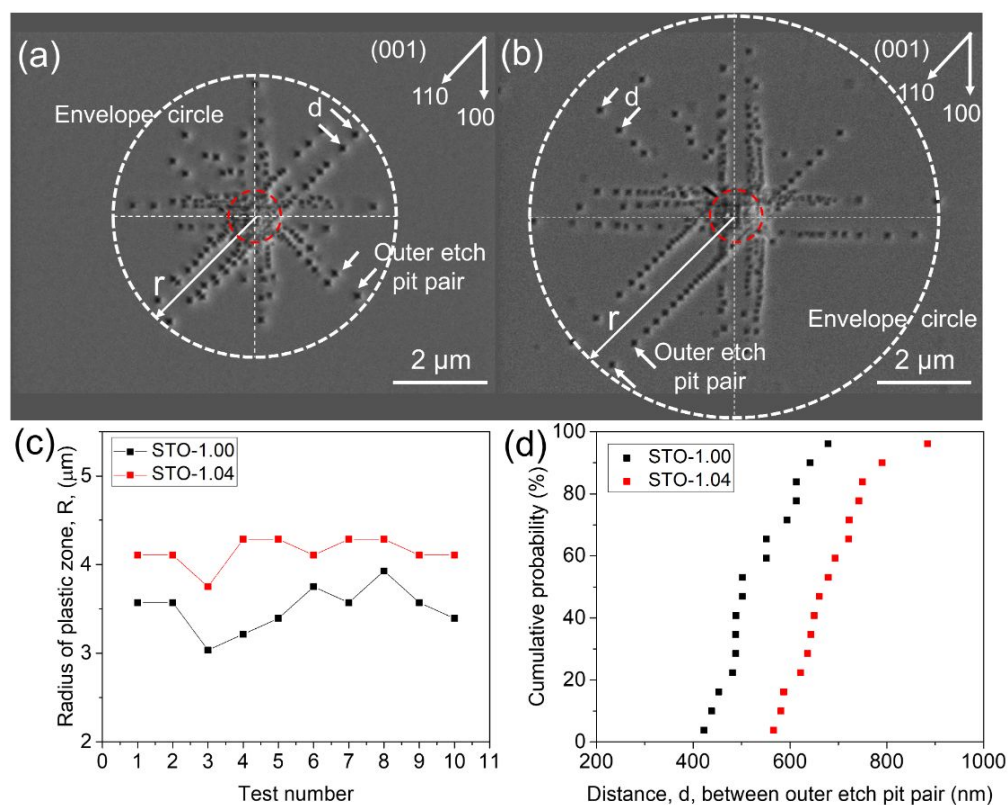 (a)
(001)
110
100
Envelope circle
d
r
Outer etch
pit pair
2 µm
(b)
(001)
110
100
d
r
Outer etch
pit pair
Envelope circle
2 µm
(c)
STO-1.00
STO-1.04
Radius of plastic zone, R, (µm)
5
4
3
2
0 1 2 3 4 5 6 7 8 9 10 11
Test number
(d)
STO-1.00
STO-1.04
Cumulative probability (%)
100
80
60
40
20
0
200 400 600 800 1000
Distance, d, between outer etch pit pair (nm)